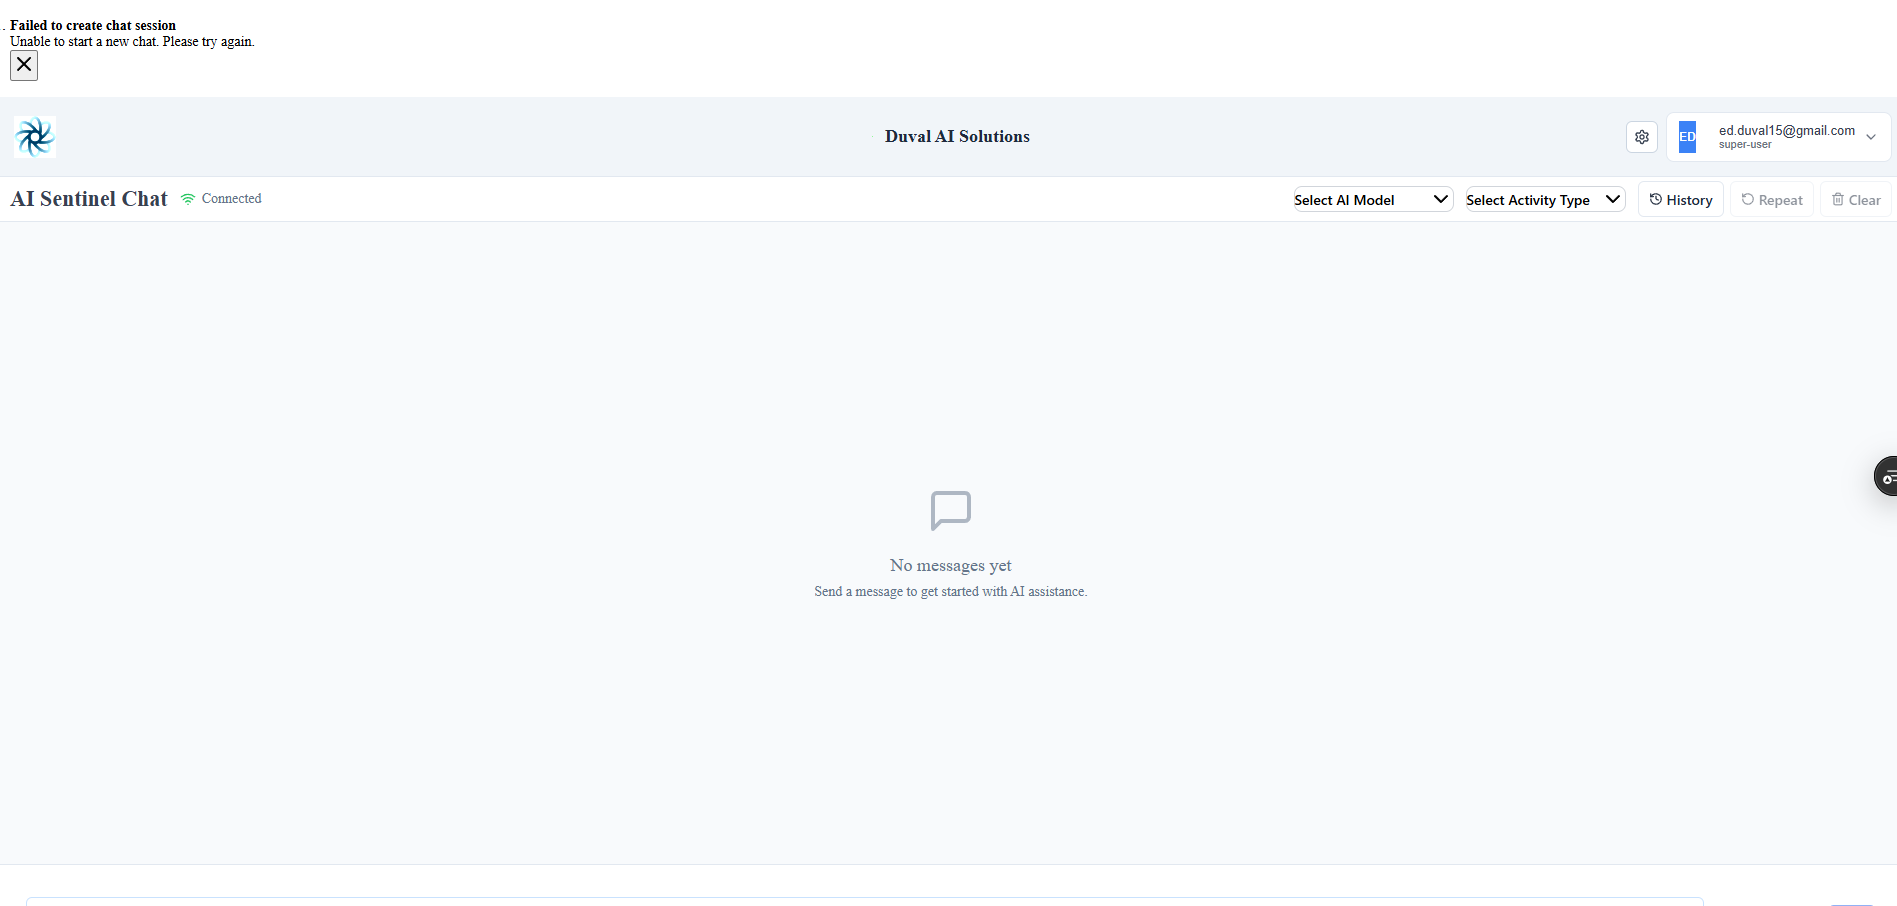 . Failed to create chat session
Unable to start a new chat. Please try again.
Duval AI Solutions
ED
ed.duval15@gmail.com
super-user
AI Sentinel Chat
Connected
Select AI Model
Select Activity Type
History
Repeat
Clear
No messages yet
Send a message to get started with AI assistance.